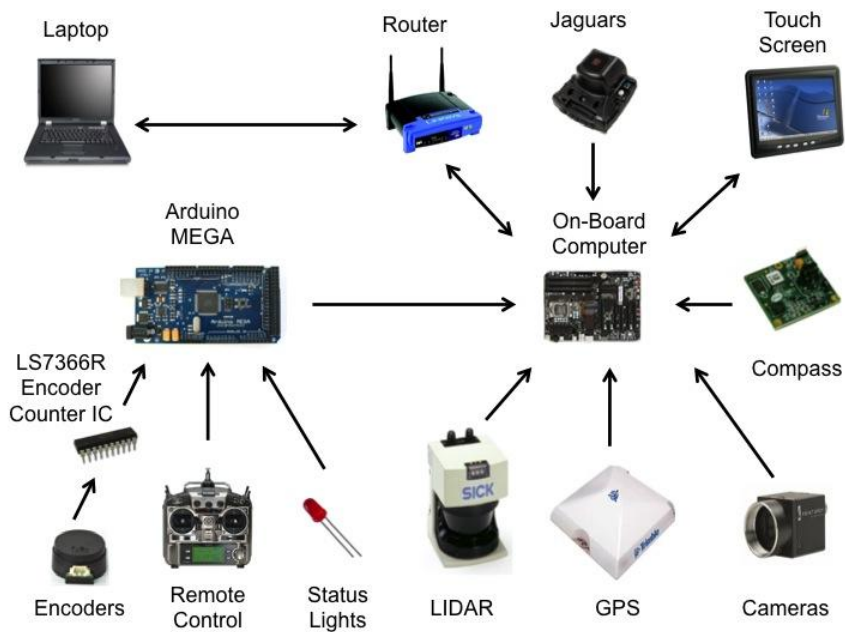 Laptop
Router
Jaguars
Touch
Screen
Arduino
MEGA
On-Board
Computer
LS7366R
Encoder
Counter IC
Compass
SICK
Trimble
Encoders
Remote
Control
Status
Lights
LIDAR
GPS
Cameras